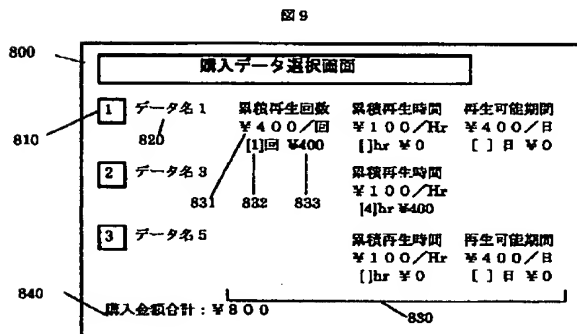 図9
800
購入データ選択画面
810
1 データ名1 累積再生回数 累積再生時間 再生可能期間
¥400/回 ¥100/Hr ¥400/日
820
[1]回 ¥400 []hr ¥0 [ ]日 ¥0
2 データ名3 累積再生時間
831 832 833
¥100/Hr
[4]hr ¥400
3 データ名5 累積再生時間 再生可能期間
¥100/Hr ¥400/日
[]hr ¥0 [ ]日 ¥0
840
購入金額合計:¥800
830